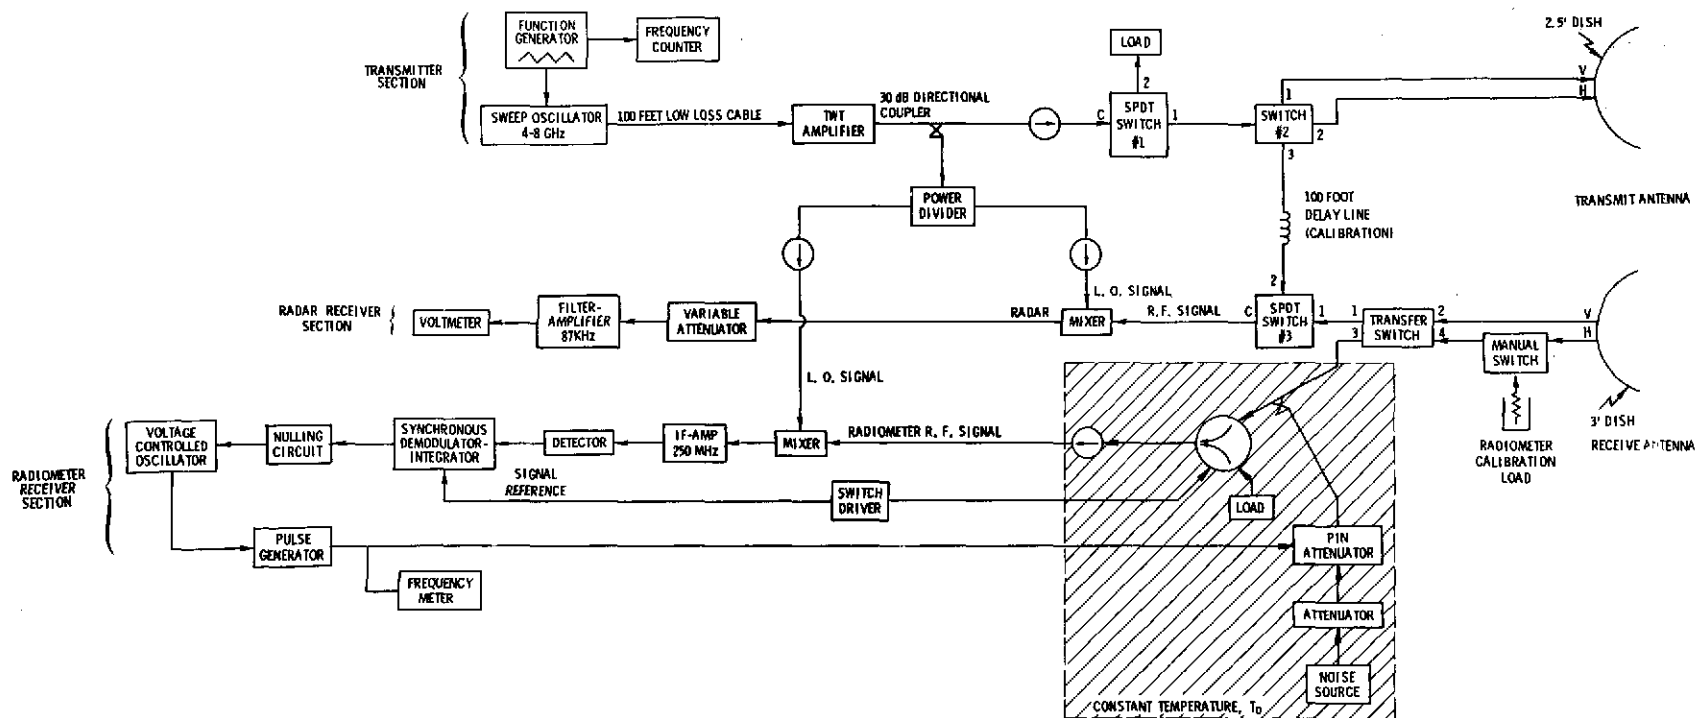 FUNCTION
GENERATOR
FREQUENCY
COUNTER
TRANSMITTER
SECTION
SWEEP OSCILLATOR
4-8 GHz
100 FEET LOW LOSS CABLE
TWT
AMPLIFIER
30 dB DIRECTIONAL
COUPLER
LOAD
2
C
SPDT
SWITCH
#1
1
1
SWITCH
#2
2
3
2.5' DISH
V
H
POWER
DIVIDER
100 FOOT
DELAY LINE
(CALIBRATION)
TRANSMIT ANTENNA
RADAR RECEIVER
SECTION
VOLTMETER
FILTER-
AMPLIFIER
87KHz
VARIABLE
ATTENUATOR
RADAR
L. O. SIGNAL
MIXER
R.F. SIGNAL
2
C
SPDT
SWITCH
#3
1
1
3
TRANSFER
SWITCH
2
4
MANUAL
SWITCH
V
H
L. O. SIGNAL
3' DISH
RECEIVE ANTENNA
RADIOMETER
CALIBRATION
LOAD
RADIOMETER
RECEIVER
SECTION
VOLTAGE
CONTROLLED
OSCILLATOR
NULLING
CIRCUIT
SYNCHRONOUS
DEMODULATOR-
INTEGRATOR
DETECTOR
IF-AMP
250 MHz
MIXER
RADIOMETER R. F. SIGNAL
SIGNAL
REFERENCE
SWITCH
DRIVER
LOAD
PULSE
GENERATOR
PIN
ATTENUATOR
FREQUENCY
METER
ATTENUATOR
NOISE
SOURCE
CONSTANT TEMPERATURE, T₀